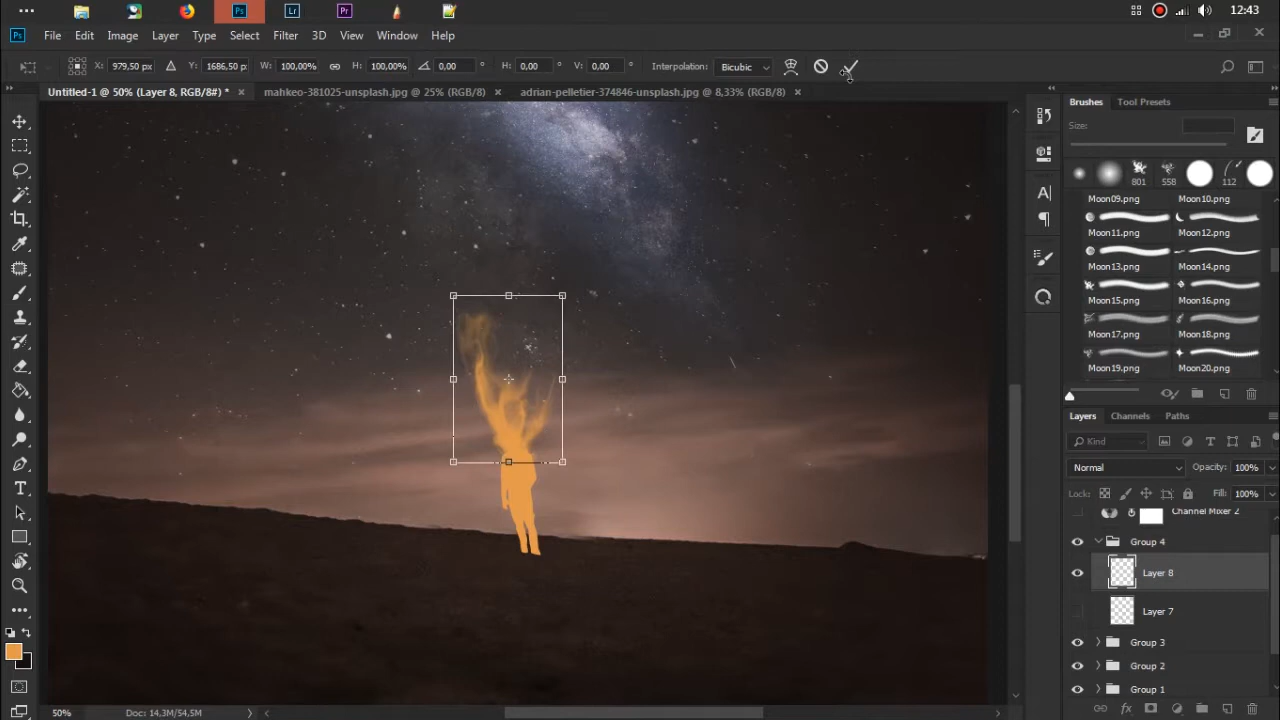 Ps
Lr
Pr
12:43
Ps
File Edit Image Layer Type Select Filter 3D View Window Help
X: 979,50 px Y: 1686,50 p: W: 100,00% H: 100,00% 0,00 ° H: 0,00 ° V: 0,00 ° Interpolation: Bicubic
Untitled-1 @ 50% (Layer 8, RGB/8#) * × mahkeo-381025-unsplash.jpg @ 25% (RGB/8) × adrian-pelletier-374846-unsplash.jpg @ 8,33% (RGB/8) ×
Brushes Tool Presets
Size:
801 558 112
Moon09.png Moon10.png
Moon11.png Moon12.png
Moon13.png Moon14.png
Moon15.png Moon16.png
Moon17.png Moon18.png
Moon19.png Moon20.png
Layers Channels Paths
Kind
Normal Opacity: 100%
Lock: Fill: 100%
Channel Mixer 2
Group 4
Layer 8
Layer 7
Group 3
Group 2
Group 1
50% Doc: 14,3M/54,5M